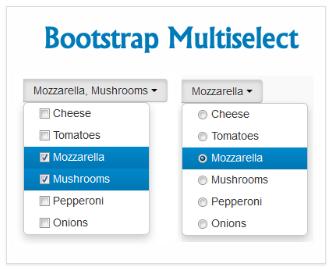 Bootstrap Multiselect
Mozzarella, Mushrooms
Cheese
Tomatoes
Mozzarella
Mushrooms
Pepperoni
Onions
Mozzarella
Cheese
Tomatoes
Mozzarella
Mushrooms
Pepperoni
Onions